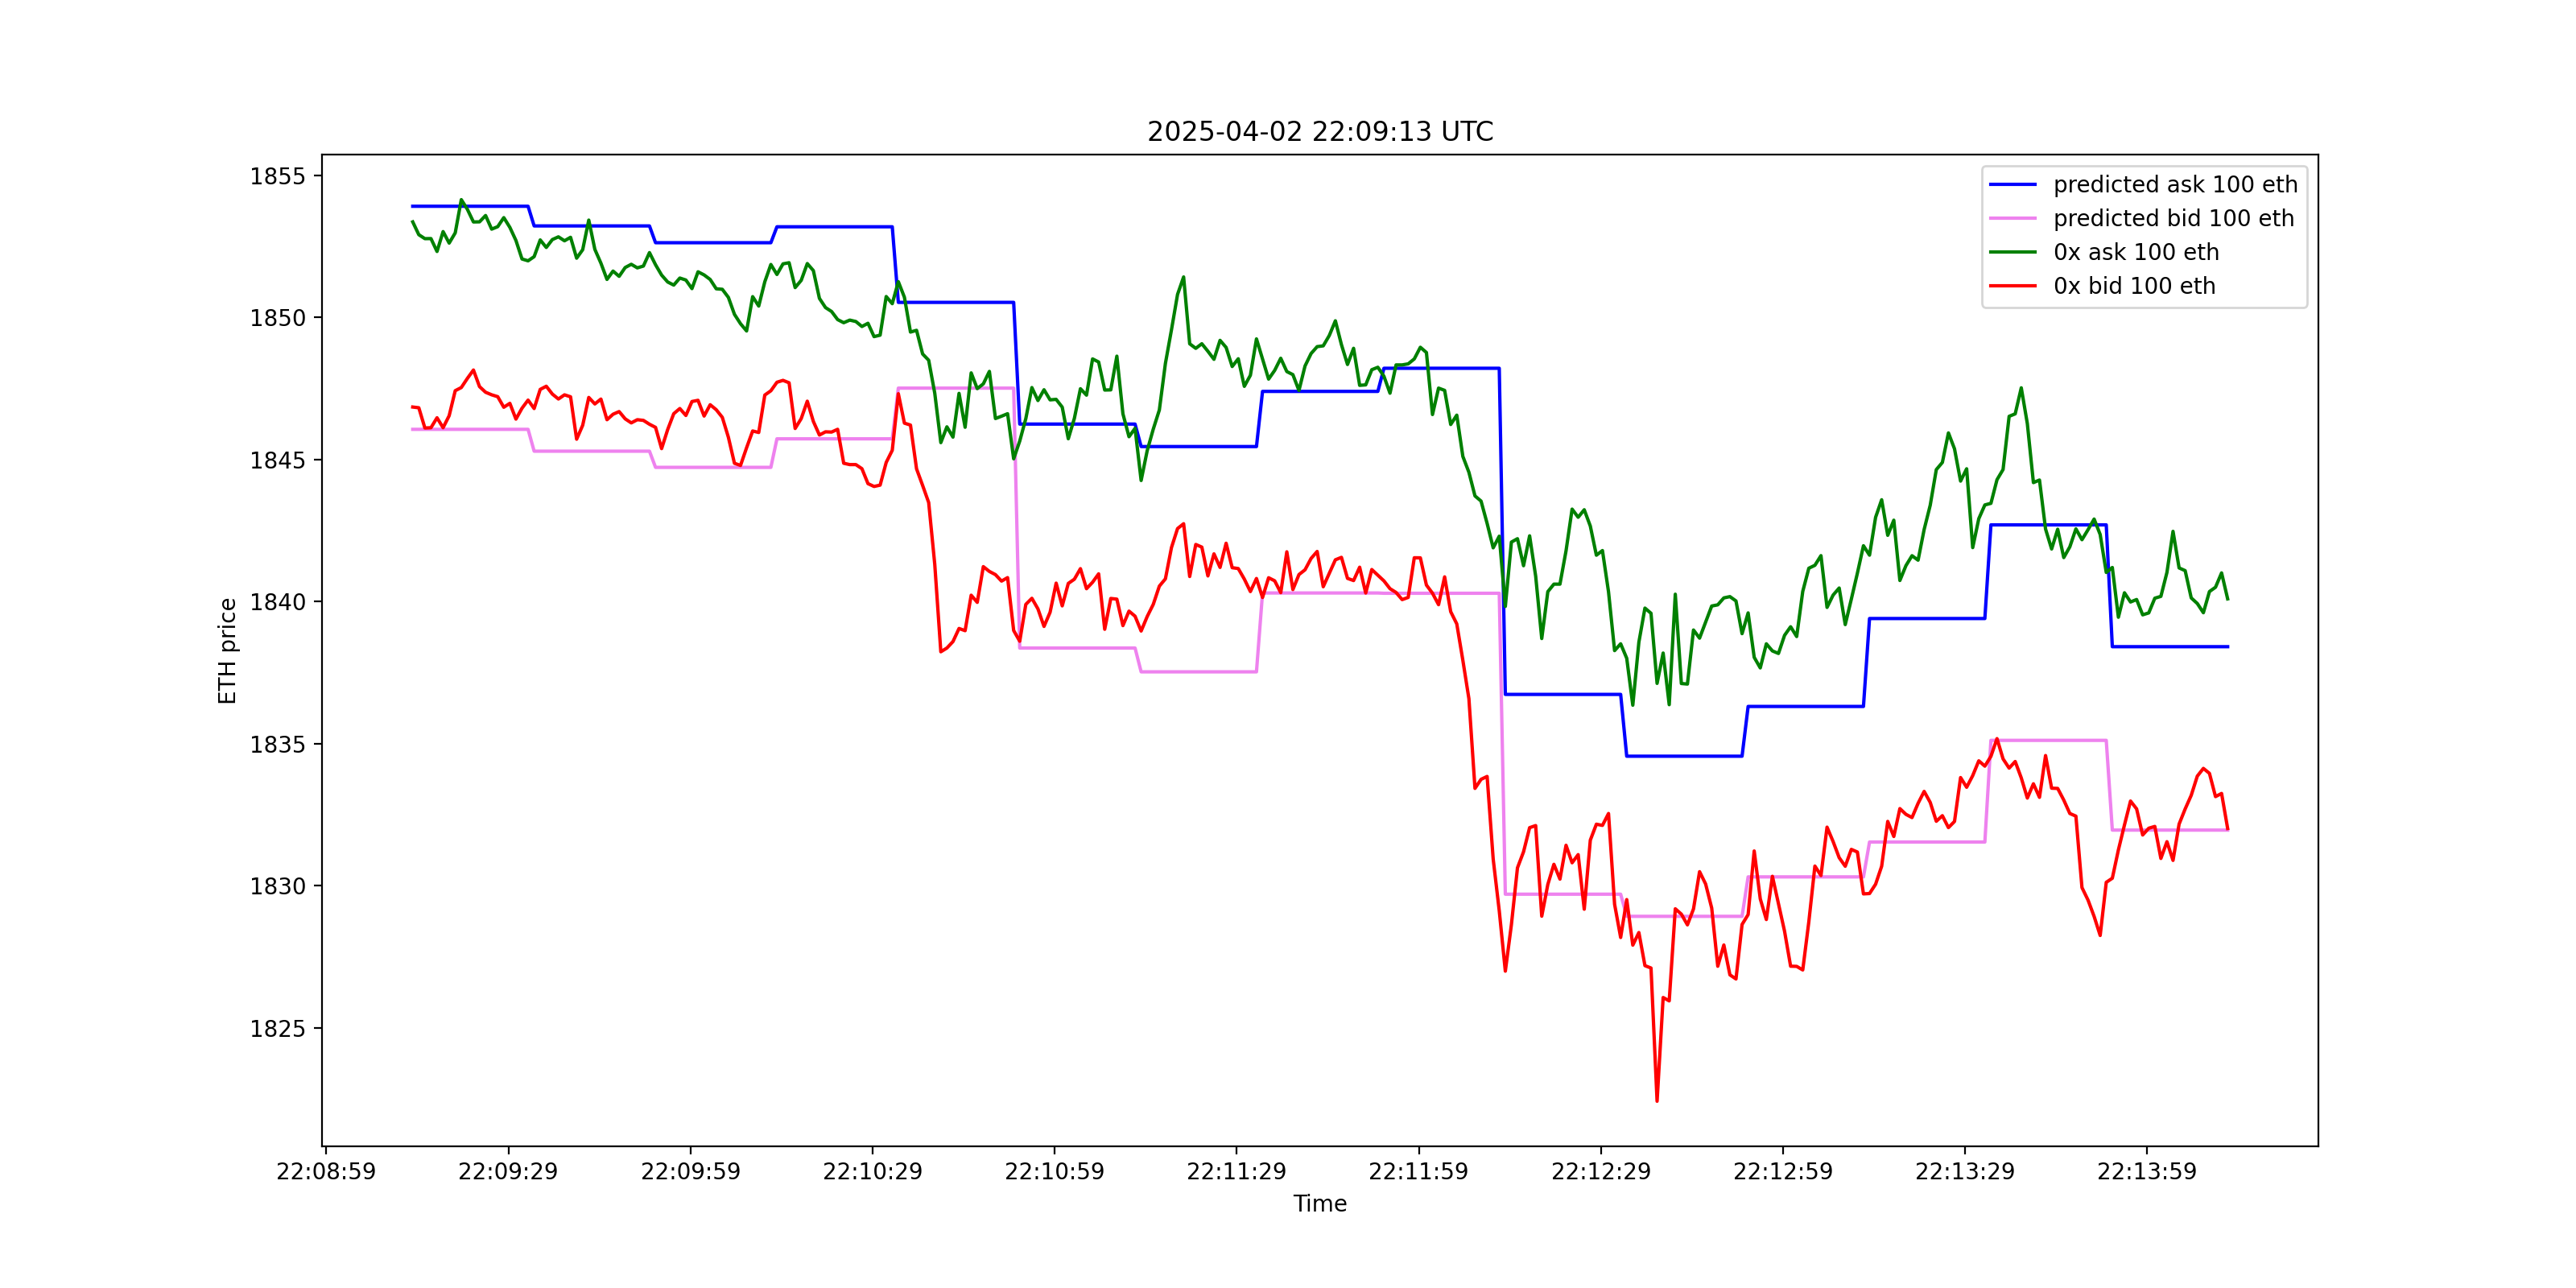 2025-04-02 22:09:13 UTC
predicted ask 100 eth
predicted bid 100 eth
0x ask 100 eth
0x bid 100 eth
ETH price
1855
1850
1845
1840
1835
1830
1825
22:08:59 22:09:29 22:09:59 22:10:29 22:10:59 22:11:29 22:11:59 22:12:29 22:12:59 22:13:29 22:13:59
Time